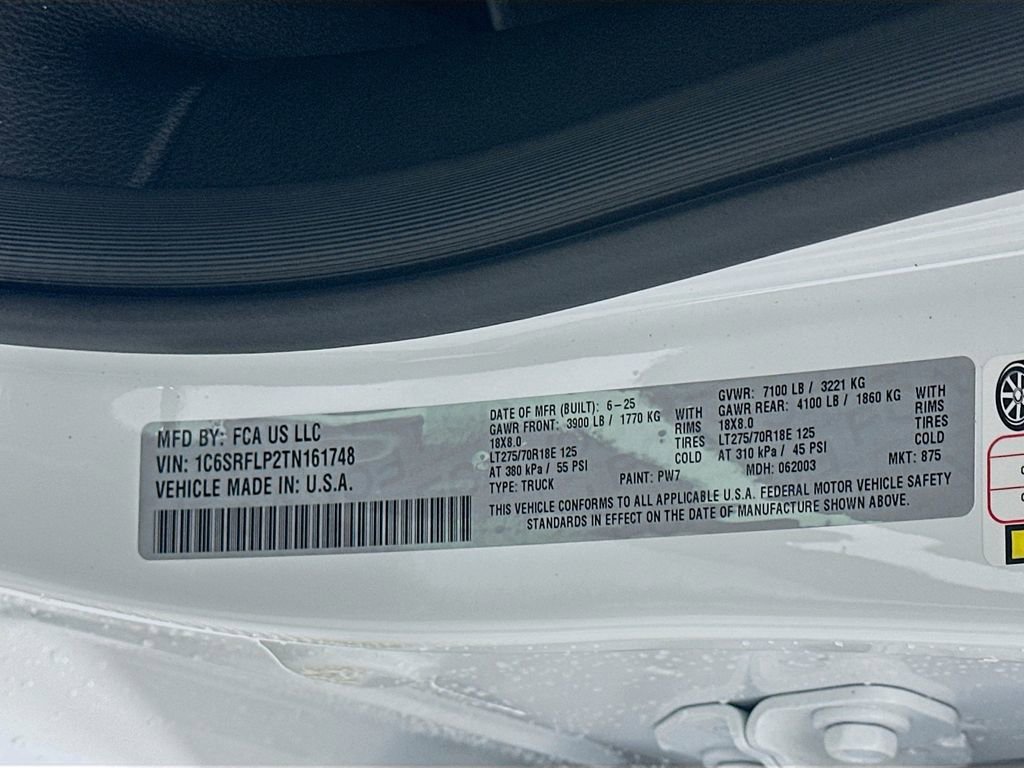 MFD BY: FCA US LLC
VIN: 1C6SRFLP2TN161748
VEHICLE MADE IN: U.S.A.
DATE OF MFR (BUILT): 6-25
GAWR FRONT: 3900 LB / 1770 KG WITH
18X8.0 RIMS
LT275/70R18E 125 TIRES
AT 380 kPa / 55 PSI COLD
TYPE: TRUCK PAINT: PW7
GVWR: 7100 LB / 3221 KG
GAWR REAR: 4100 LB / 1860 KG WITH
18X8.0 RIMS
LT275/70R18E 125 TIRES
AT 310 kPa / 45 PSI COLD
MDH: 062003 MKT: 875
THIS VEHICLE CONFORMS TO ALL APPLICABLE U.S.A. FEDERAL MOTOR VEHICLE SAFETY
STANDARDS IN EFFECT ON THE DATE OF MANUFACTURE SHOWN ABOVE.